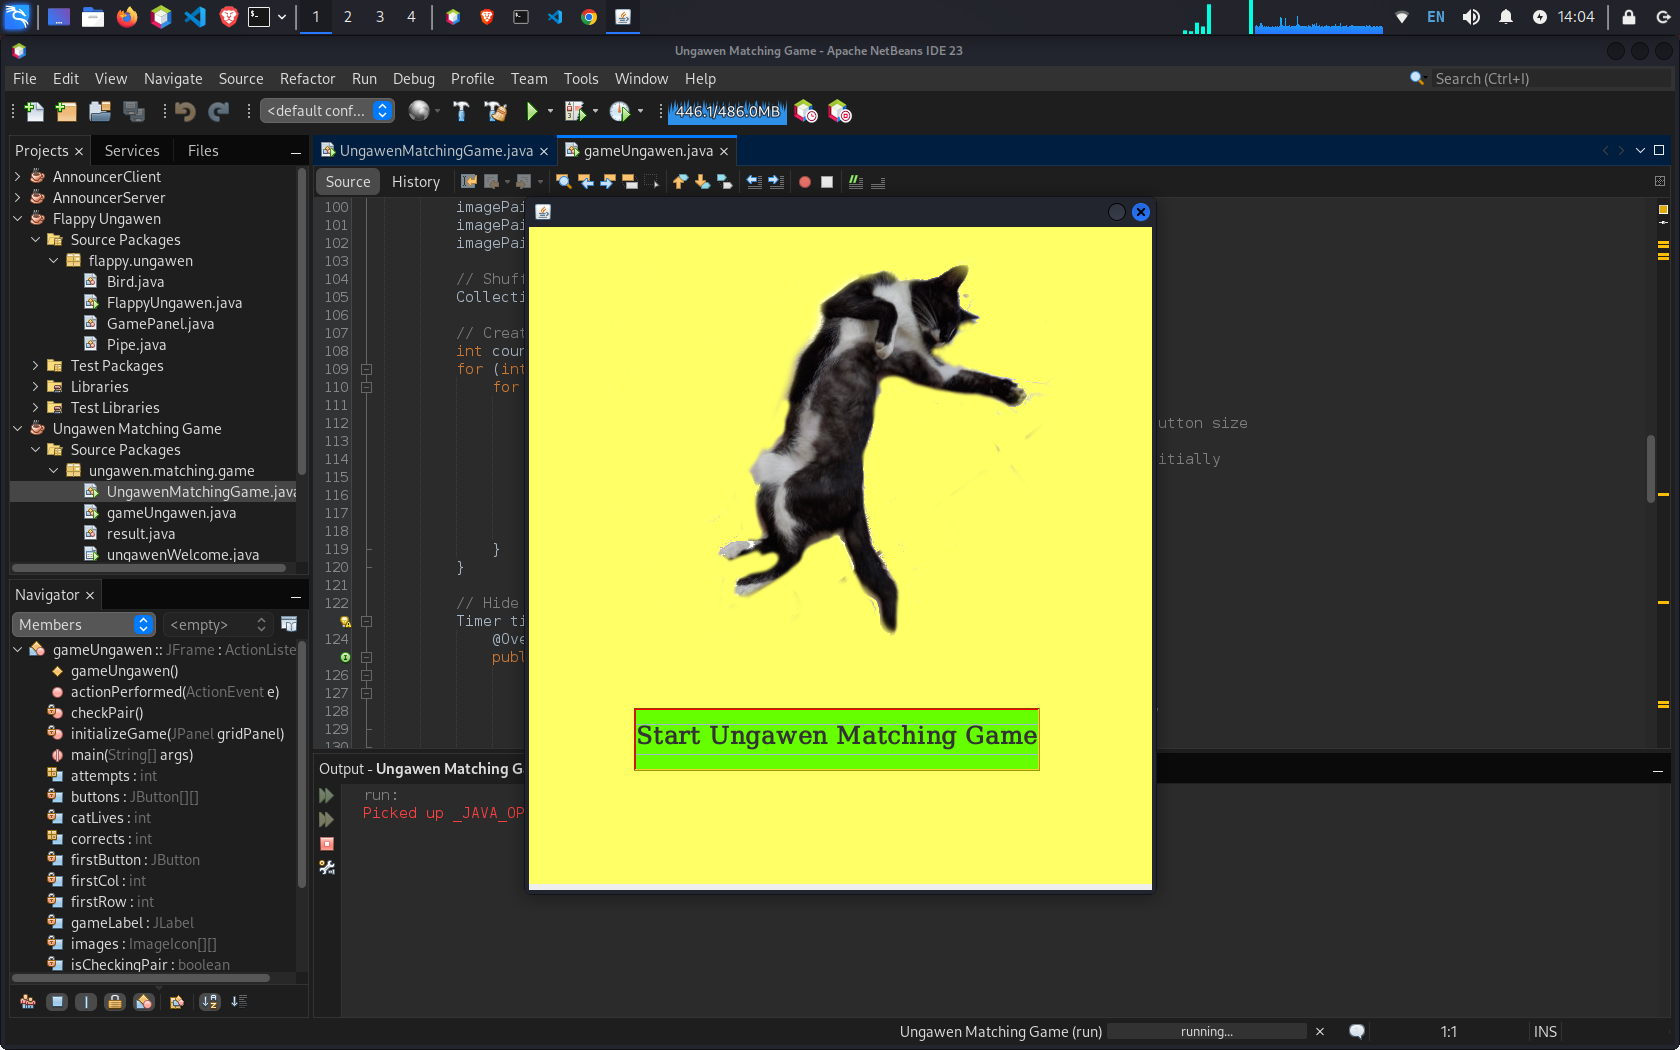 1 2 3 4 EN 14:04
Ungawen Matching Game - Apache NetBeans IDE 23
File Edit View Navigate Source Refactor Run Debug Profile Team Tools Window Help Search (Ctrl+I)
<default conf... 446.1/486.0MB
Projects Services Files
AnnouncerClient
AnnouncerServer
Flappy Ungawen
Source Packages
flappy.ungawen
Bird.java
FlappyUngawen.java
GamePanel.java
Pipe.java
Test Packages
Libraries
Test Libraries
Ungawen Matching Game
Source Packages
ungawen.matching.game
UngawenMatchingGame.java
gameUngawen.java
result.java
ungawenWelcome.java
Navigator
Members <empty>
gameUngawen :: JFrame : ActionListe
gameUngawen()
actionPerformed(ActionEvent e)
checkPair()
initializeGame(JPanel gridPanel)
main(String[] args)
attempts : int
buttons : JButton[][]
catLives : int
corrects : int
firstButton : JButton
firstCol : int
firstRow : int
gameLabel : JLabel
images : ImageIcon[][]
isCheckingPair : boolean
UngawenMatchingGame.java gameUngawen.java
Source History
100 imagePai
101 imagePai
102 imagePai
103
104 // Shuf
105 Collecti
106
107 // Creat
108 int coun
109 for (int
110 for
111
112 utton size
113
114 itially
115
116
117
118
119 }
120 }
121
122 // Hide
Timer ti
124 @Ove
publ
126
127
128
129
130
Start Ungawen Matching Game
Output - Ungawen Matching G
run:
Picked up _JAVA_OP
Ungawen Matching Game (run) running... 1:1 INS